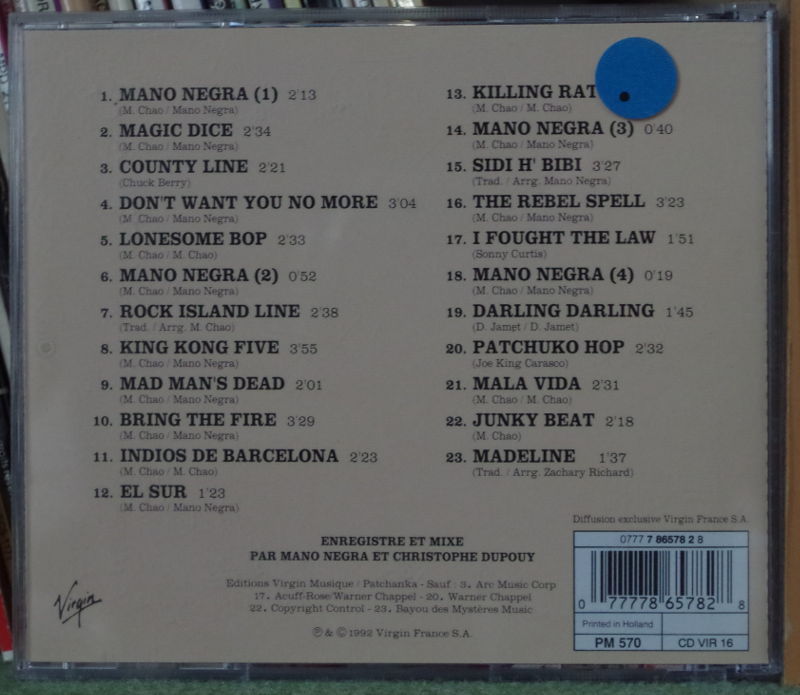 1. MANO NEGRA (1) 2'13
(M. Chao / Mano Negra)
2. MAGIC DICE 2'34
(M. Chao / Mano Negra)
3. COUNTY LINE 2'21
(Chuck Berry)
4. DON'T WANT YOU NO MORE 3'04
(M. Chao / Mano Negra)
5. LONESOME BOP 2'33
(M. Chao / M. Chao)
6. MANO NEGRA (2) 0'52
(M. Chao / Mano Negra)
7. ROCK ISLAND LINE 2'38
(Trad. / Arrg. M. Chao)
8. KING KONG FIVE 3'55
(M. Chao / Mano Negra)
9. MAD MAN'S DEAD 2'01
(M. Chao / Mano Negra)
10. BRING THE FIRE 3'29
(M. Chao / Mano Negra)
11. INDIOS DE BARCELONA 2'23
(M. Chao / M. Chao)
12. EL SUR 1'23
(M. Chao / Mano Negra)
13. KILLING RAT
(M. Chao / M. Chao)
14. MANO NEGRA (3) 0'40
(M. Chao / Mano Negra)
15. SIDI H' BIBI 3'27
(Trad. / Arrg. Mano Negra)
16. THE REBEL SPELL 3'23
(M. Chao / Mano Negra)
17. I FOUGHT THE LAW 1'51
(Sonny Curtis)
18. MANO NEGRA (4) 0'19
(M. Chao / Mano Negra)
19. DARLING DARLING 1'45
(D. Jamet / D. Jamet)
20. PATCHUKO HOP 2'32
(Joe King Carasco)
21. MALA VIDA 2'31
(M. Chao / M. Chao)
22. JUNKY BEAT 2'18
(M. Chao)
23. MADELINE 1'37
(Trad. / Arrg. Zachary Richard)
Diffusion exclusive Virgin France S.A.
ENREGISTRE ET MIXE
PAR MANO NEGRA ET CHRISTOPHE DUPOUY
Editions Virgin Musique / Patchanka - Sauf : 3. Arc Music Corp
17. Acuff-Rose/Warner Chappel - 20. Warner Chappel
22. Copyright Control - 23. Bayou des Mystères Music
℗ & © 1992 Virgin France S.A.
Virgin
0777 7 86578 2 8
0 77778 65782 8
Printed in Holland
PM 570 CD VIR 16